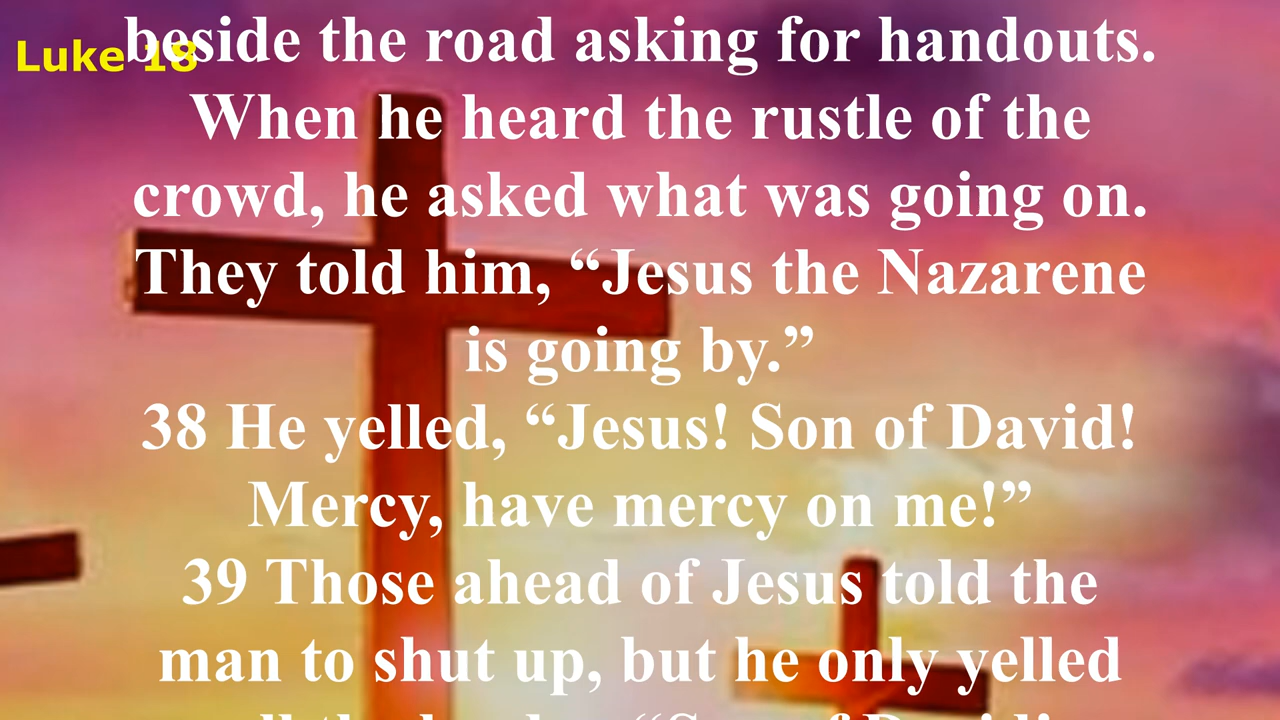 Luke 18
beside the road asking for handouts.
When he heard the rustle of the
crowd, he asked what was going on.
They told him, “Jesus the Nazarene
is going by.”
38 He yelled, “Jesus! Son of David!
Mercy, have mercy on me!”
39 Those ahead of Jesus told the
man to shut up, but he only yelled